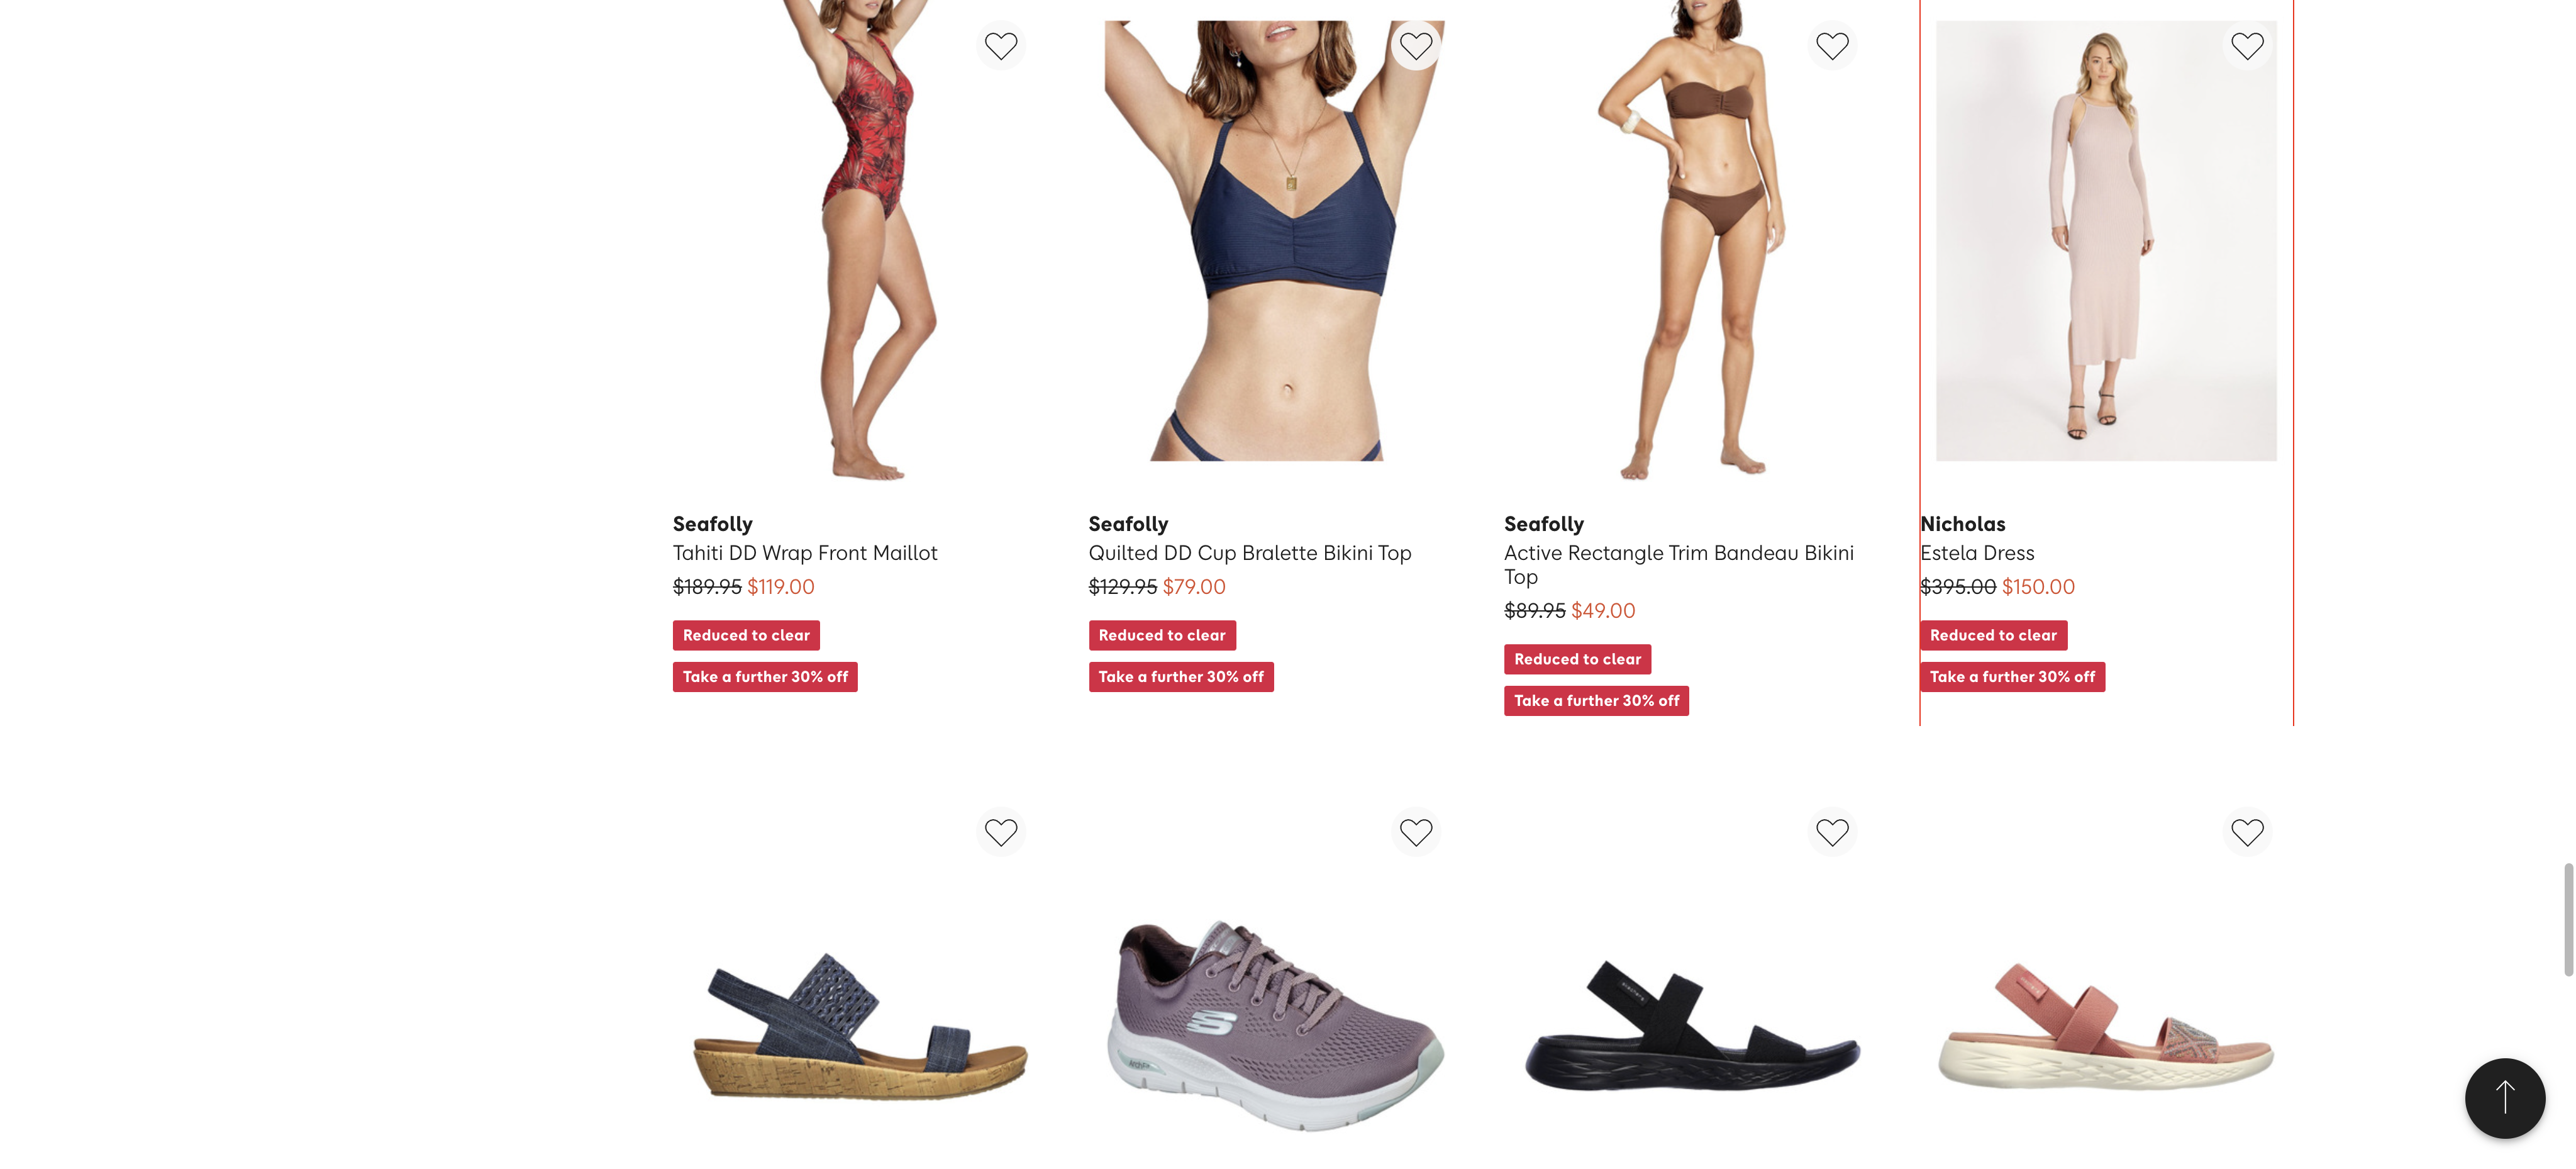 Seafolly
Tahiti DD Wrap Front Maillot
$189.95 $119.00
Reduced to clear
Take a further 30% off
Seafolly
Quilted DD Cup Bralette Bikini Top
$129.95 $79.00
Reduced to clear
Take a further 30% off
Seafolly
Active Rectangle Trim Bandeau Bikini
Top
$89.95 $49.00
Reduced to clear
Take a further 30% off
Nicholas
Estela Dress
$395.00 $150.00
Reduced to clear
Take a further 30% off